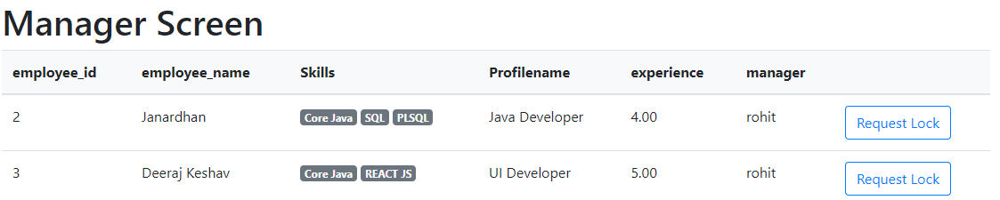 Manager Screen
employee_id employee_name Skills Profilename experience manager
2 Janardhan Core Java SQL PLSQL Java Developer 4.00 rohit Request Lock
3 Deeraj Keshav Core Java REACT JS UI Developer 5.00 rohit Request Lock